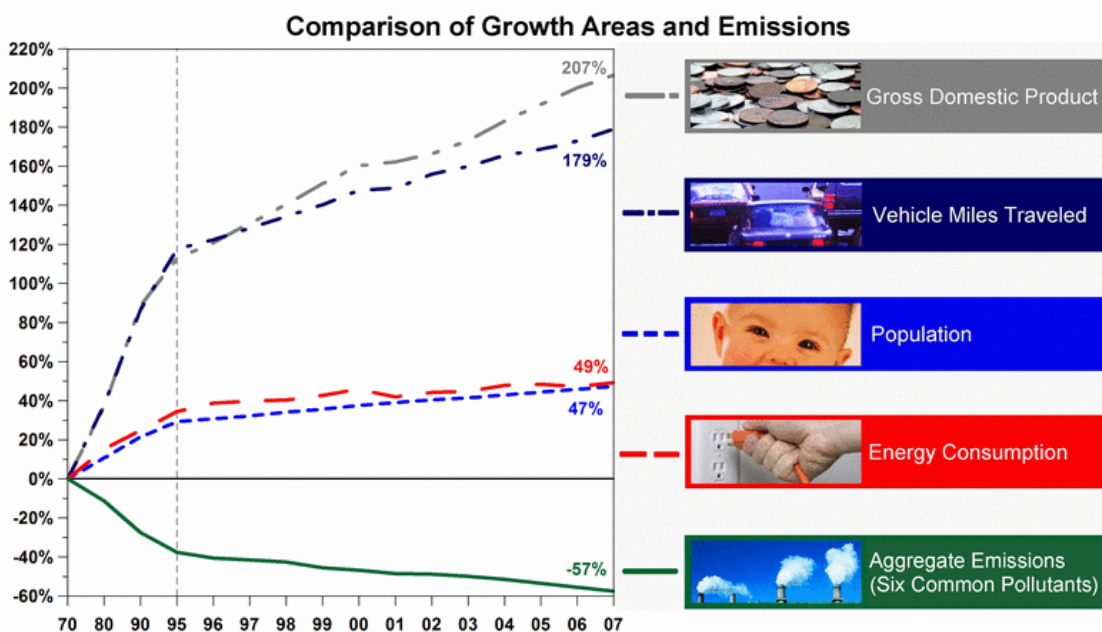 Comparison of Growth Areas and Emissions
220%
200%
180%
160%
140%
120%
100%
80%
60%
40%
20%
0%
-20%
-40%
-60%
207%
179%
49%
47%
-57%
70 80 90 95 96 97 98 99 00 01 02 03 04 05 06 07
Gross Domestic Product
Vehicle Miles Traveled
Population
Energy Consumption
Aggregate Emissions
(Six Common Pollutants)